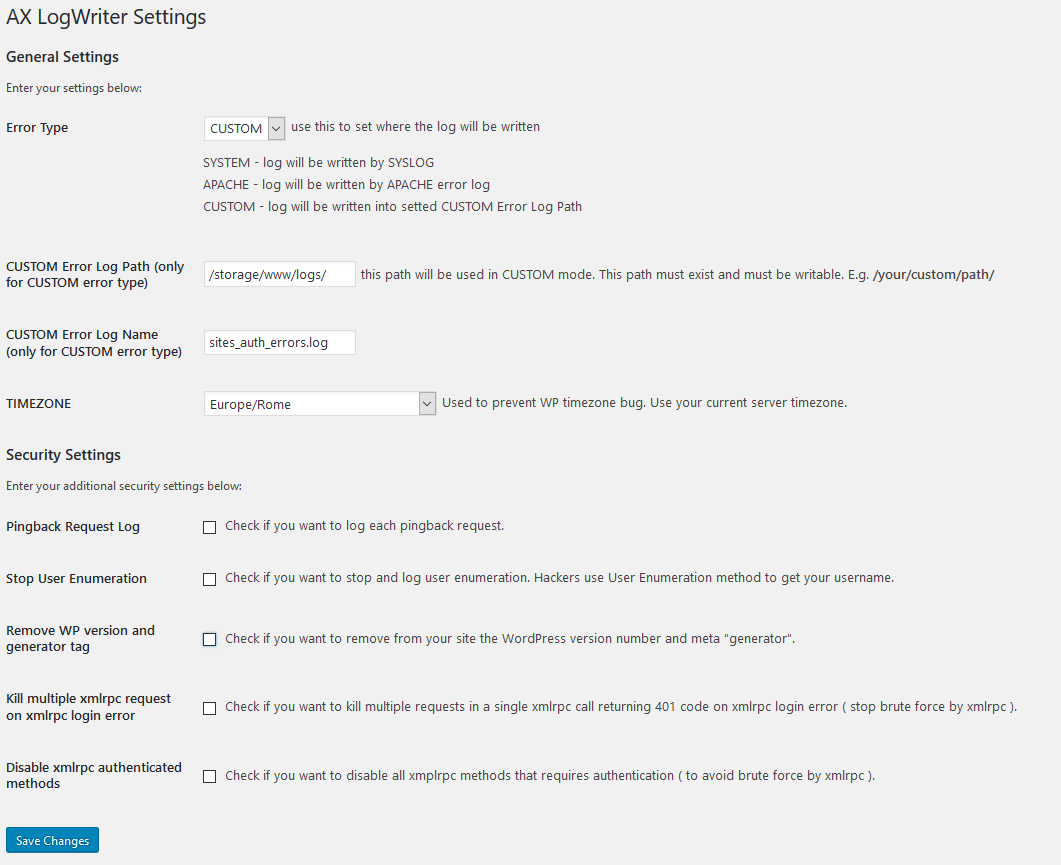 AX LogWriter Settings
General Settings
Enter your settings below:
Error Type
CUSTOM use this to set where the log will be written
SYSTEM - log will be written by SYSLOG
APACHE - log will be written by APACHE error log
CUSTOM - log will be written into setted CUSTOM Error Log Path
CUSTOM Error Log Path (only
for CUSTOM error type)
/storage/www/logs/ this path will be used in CUSTOM mode. This path must exist and must be writable. E.g. /your/custom/path/
CUSTOM Error Log Name
(only for CUSTOM error type)
sites_auth_errors.log
TIMEZONE
Europe/Rome Used to prevent WP timezone bug. Use your current server timezone.
Security Settings
Enter your additional security settings below:
Pingback Request Log
Check if you want to log each pingback request.
Stop User Enumeration
Check if you want to stop and log user enumeration. Hackers use User Enumeration method to get your username.
Remove WP version and
generator tag
Check if you want to remove from your site the WordPress version number and meta "generator".
Kill multiple xmlrpc request
on xmlrpc login error
Check if you want to kill multiple requests in a single xmlrpc call returning 401 code on xmlrpc login error ( stop brute force by xmlrpc ).
Disable xmlrpc authenticated
methods
Check if you want to disable all xmplrpc methods that requires authentication ( to avoid brute force by xmlrpc ).
Save Changes